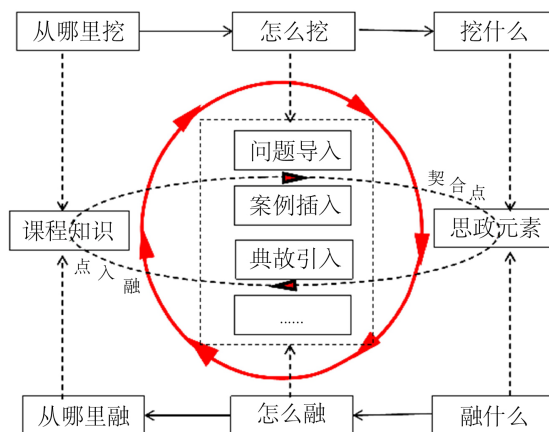 从哪里挖
怎么挖
挖什么
问题导入
契合点
案例插入
课程知识
思政元素
典故引入
融入点
......
从哪里融
怎么融
融什么